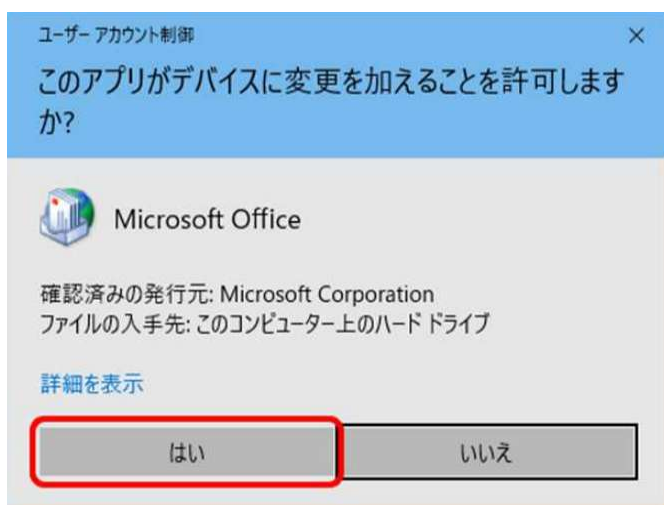 ユーザー アカウント制御
このアプリがデバイスに変更を加えることを許可します
か?
Microsoft Office
確認済みの発行元: Microsoft Corporation
ファイルの入手先: このコンピューター上のハード ドライブ
詳細を表示
はい
いいえ